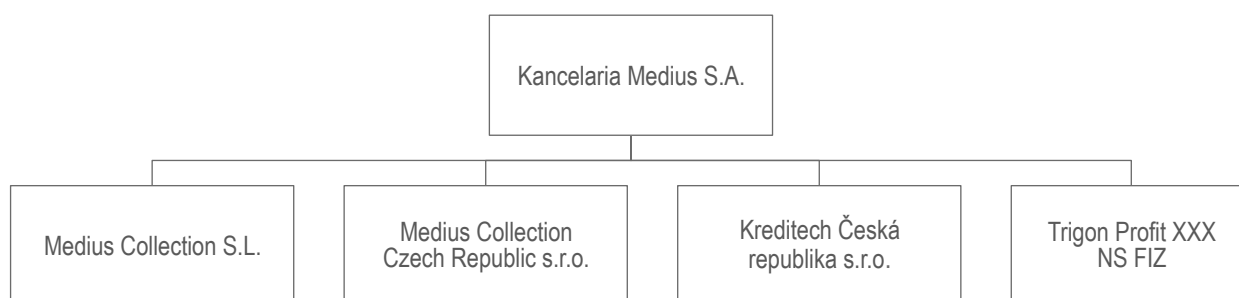 Kancelaria Medius S.A.
Medius Collection S.L.
Medius Collection
Czech Republic s.r.o.
Kreditech Česká
republika s.r.o.
Trigon Profit XXX
NS FIZ